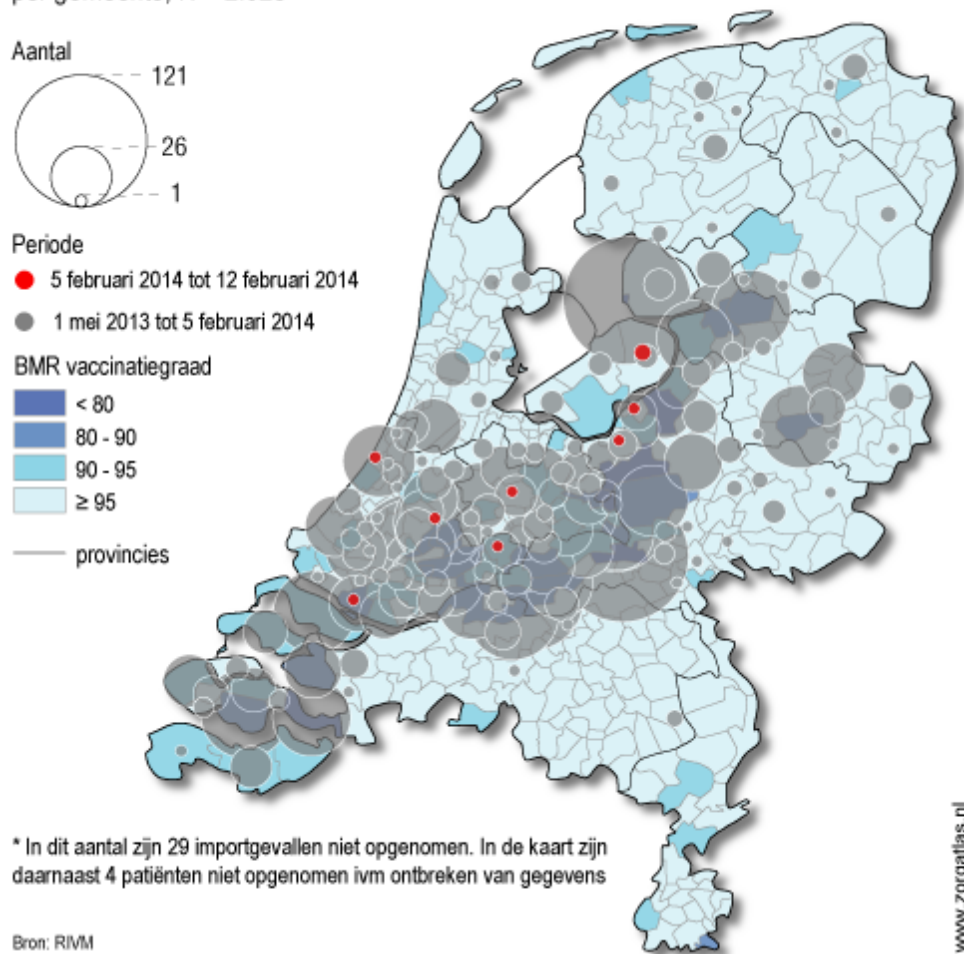 Aantal
121
26
1
Periode
5 februari 2014 tot 12 februari 2014
1 mei 2013 tot 5 februari 2014
BMR vaccinatiegraad
< 80
80 - 90
90 - 95
≥ 95
provincies
* In dit aantal zijn 29 importgevallen niet opgenomen. In de kaart zijn
daarnaast 4 patiënten niet opgenomen ivm ontbreken van gegevens
Bron: RIVM
www.zorgatlas.nl